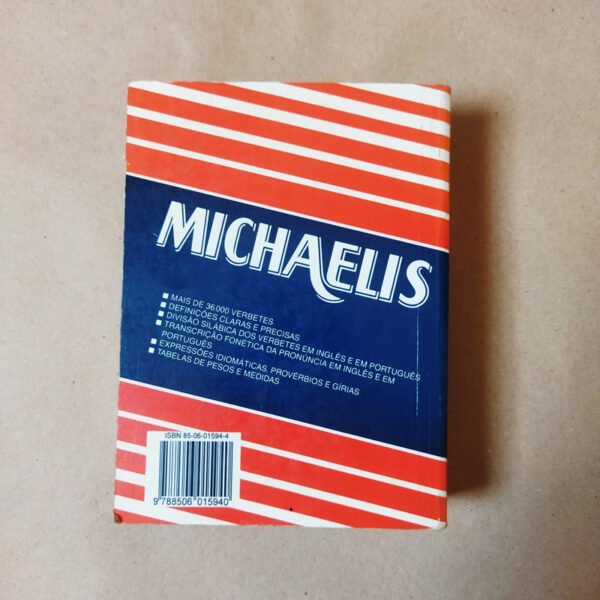 MICHAELIS
■ MAIS DE 36000 VERBETES
■ DEFINIÇÕES CLARAS E PRECISAS
■ DIVISÃO SILÁBICA DOS VERBETES EM INGLÊS E EM PORTUGUÊS
■ TRANSCRIÇÃO FONÉTICA DA PRONÚNCIA EM INGLÊS E EM
PORTUGUÊS
■ EXPRESSÕES IDIOMÁTICAS, PROVÉRBIOS E GÍRIAS
■ TABELAS DE PESOS E MEDIDAS
ISBN 85-06-01594-4
9 788506 015940